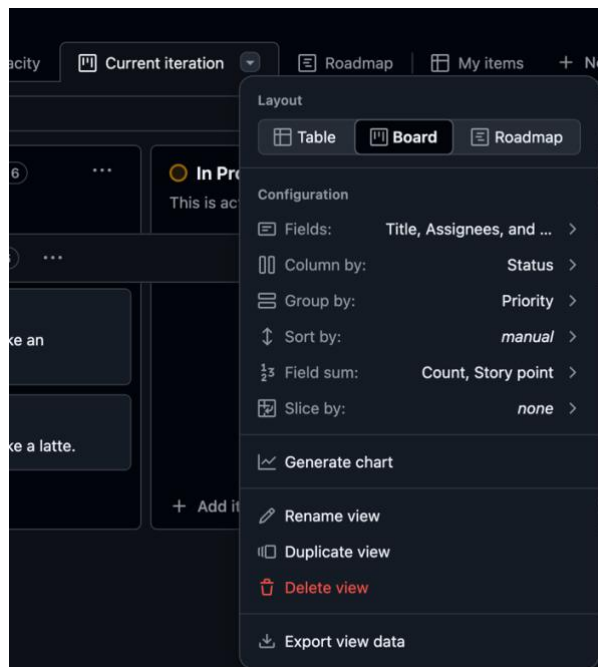 acity
Current iteration
Roadmap
My items
+ N
Layout
Table
Board
Roadmap
6
In Pro
This is ac
Configuration
Fields: Title, Assignees, and ...
Column by: Status
Group by: Priority
Sort by: manual
Field sum: Count, Story point
Slice by: none
ke an
ke a latte.
Generate chart
+ Add it
Rename view
Duplicate view
Delete view
Export view data